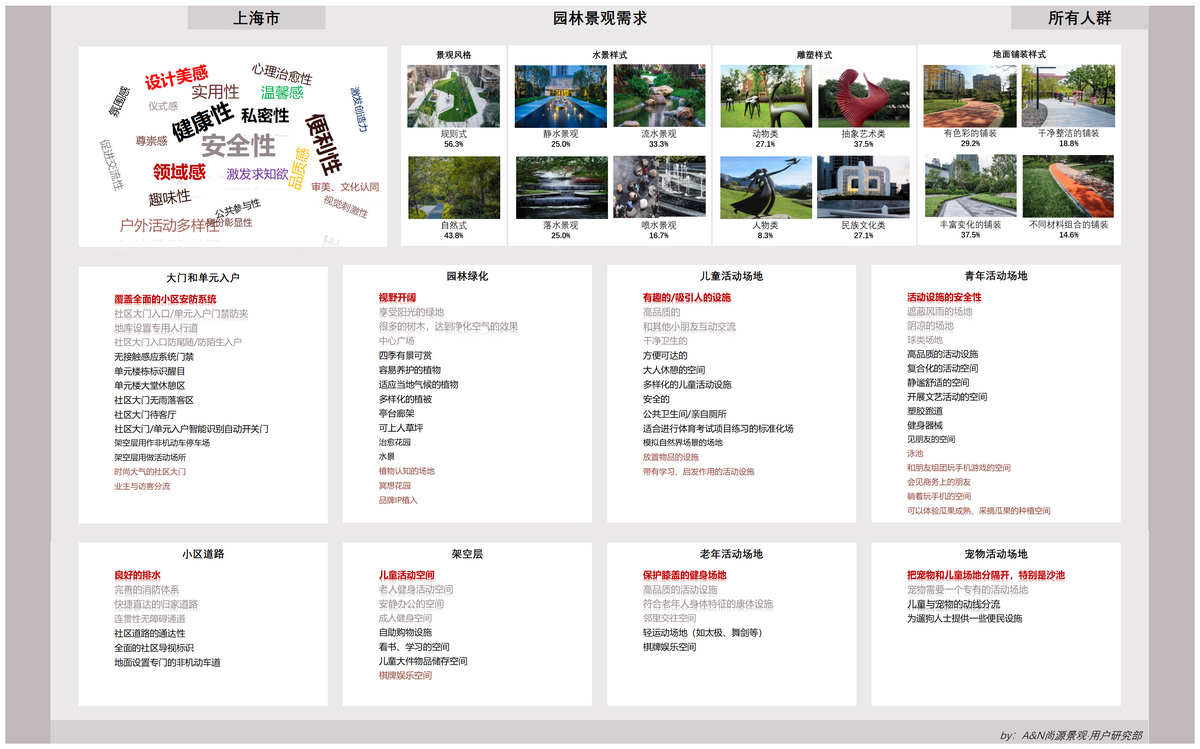 上海市
园林景观需求
所有人群
设计美感
心理治愈性
氛围感
实用性
温馨感
激发创造力
仪式感
健康性
私密性
便利性
尊崇感
安全性
促进交流性
领域感
激发求知欲
品质感
审美、文化认同
趣味性
公共参与性
视觉刺激性
户外活动多样性
景观风格
规则式
56.3%
自然式
43.8%
水景样式
静水景观
25.0%
流水景观
33.3%
落水景观
25.0%
喷水景观
16.7%
雕塑样式
动物类
27.1%
抽象艺术类
37.5%
人物类
8.3%
民族文化类
27.1%
地面铺装样式
有色彩的铺装
29.2%
干净整洁的铺装
18.8%
丰富变化的铺装
37.5%
不同材料组合的铺装
14.6%
大门和单元入户
覆盖全面的小区安防系统
社区大门入口/单元入户门禁防夹
地库设置专用人行道
社区大门入口防尾随/防陌生入户
无接触感应系统门禁
单元楼栋标识醒目
单元楼大堂休憩区
社区大门无雨落客区
社区大门待客厅
社区大门/单元入户智能识别自动开关门
架空层用作非机动车停车场
架空层用做活动场所
时尚大气的社区大门
业主与访客分流
园林绿化
视野开阔
享受阳光的绿地
很多的树木，达到净化空气的效果
中心广场
四季有景可赏
容易养护的植物
适应当地气候的植物
多样化的植被
亭台廊架
可上人草坪
治愈花园
水景
植物认知的场地
冥想花园
品牌IP植入
儿童活动场地
有趣的/吸引人的设施
高品质的
和其他小朋友互动交流
干净卫生的
方便可达的
大人休憩的空间
多样化的儿童活动设施
安全的
公共卫生间/亲自厕所
适合进行体育考试项目练习的标准化场
模拟自然界场景的场地
放置物品的设施
带有学习、启发作用的活动设施
青年活动场地
活动设施的安全性
遮蔽风雨的场地
阴凉的场地
球类场地
高品质的活动设施
复合化的活动空间
静谧舒适的空间
开展文艺活动的空间
塑胶跑道
健身器械
见朋友的空间
泳池
和朋友组团玩手机游戏的空间
会见商务上的朋友
躺着玩手机的空间
可以体验瓜果成熟、采摘瓜果的种植空间
小区道路
良好的排水
完善的消防体系
快捷直达的归家道路
连贯性无障碍通道
社区道路的通达性
全面的社区导视标识
地面设置专门的非机动车道
架空层
儿童活动空间
老人健身活动空间
安静办公的空间
成人健身空间
自助购物设施
看书、学习的空间
儿童大件物品储存空间
棋牌娱乐空间
老年活动场地
保护膝盖的健身场地
高品质的活动设施
符合老年人身体特征的康体设施
邻里交往空间
轻运动场地（如太极、舞剑等）
棋牌娱乐空间
宠物活动场地
把宠物和儿童场地分隔开，特别是沙池
宠物需要一个专有的活动场地
儿童与宠物的动线分流
为遛狗人士提供一些便民设施
by: A&N尚源景观·用户研究部